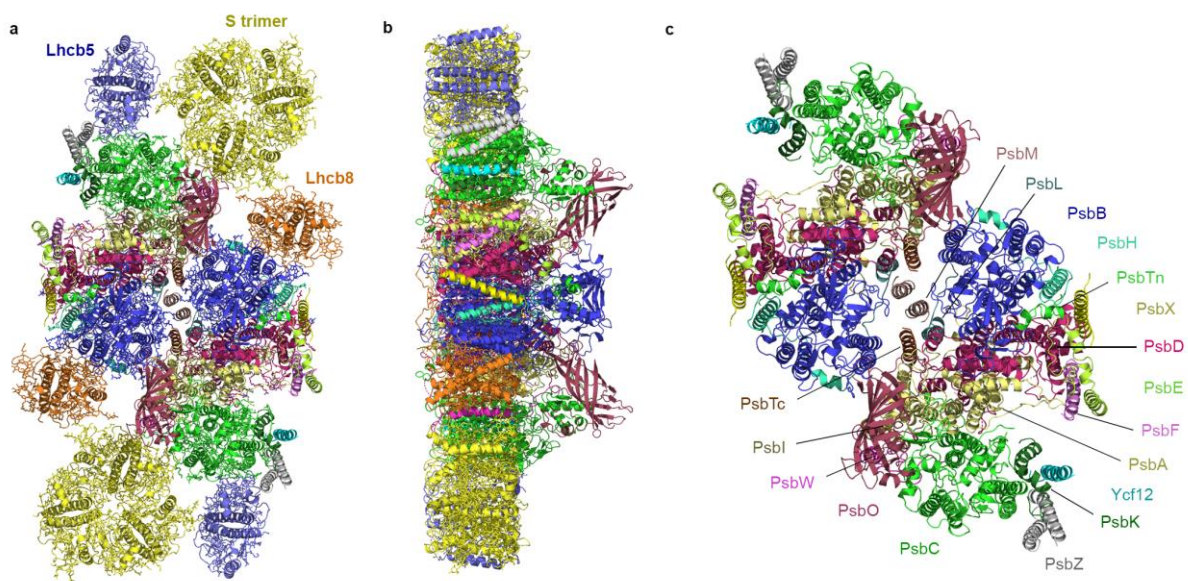 a
S trimer
Lhcb5
Lhcb8
b
c
PsbM
PsbL
PsbB
PsbH
PsbTn
PsbX
PsbD
PsbE
PsbF
PsbA
Ycf12
PsbK
PsbZ
PsbTc
PsbI
PsbW
PsbO
PsbC